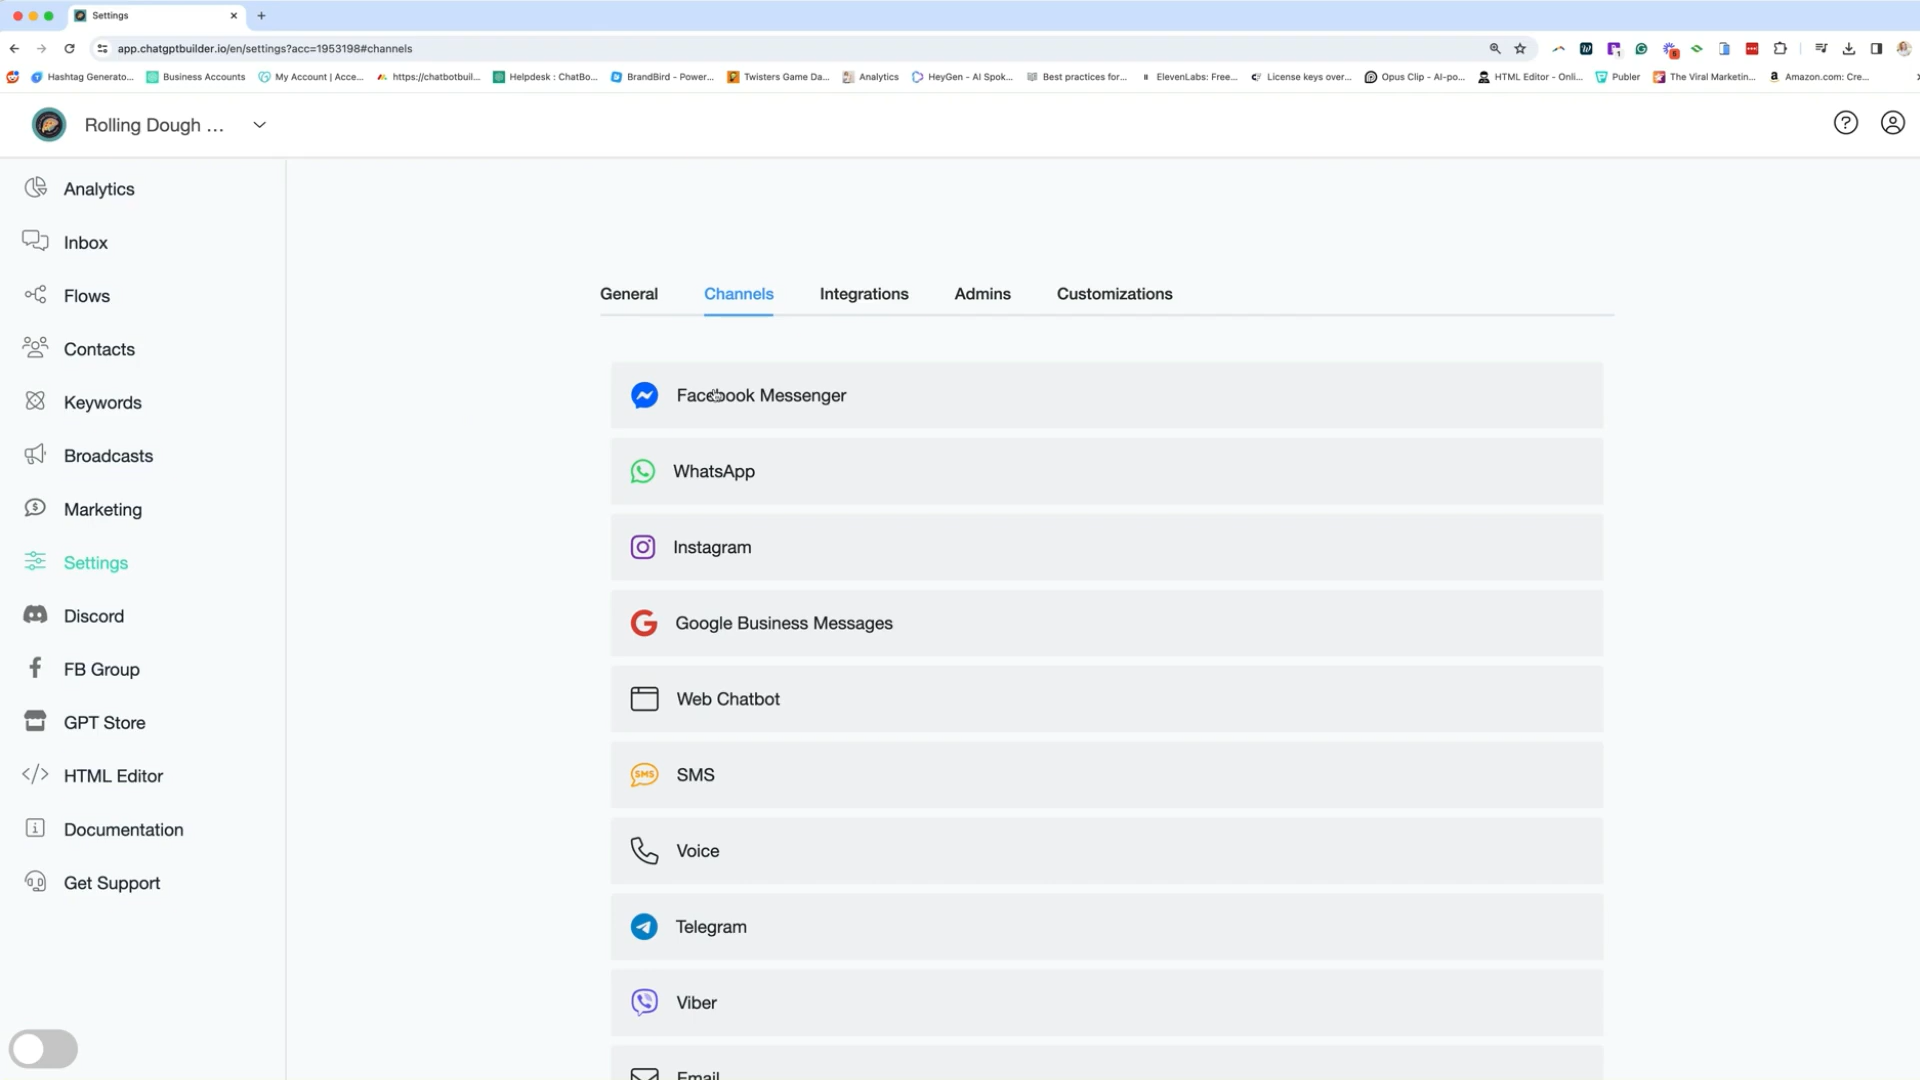 Settings
app.chatgptbuilder.io/en/settings?acc=1953198#channels
Hashtag Generato...
Business Accounts
My Account | Acce...
https://chatbotbuil...
Helpdesk : ChatBo...
BrandBird - Power...
Twisters Game Da...
Analytics
HeyGen - AI Spok...
Best practices for...
ElevenLabs: Free...
License keys over...
Opus Clip - AI-po...
HTML Editor - Onli...
Publer
The Viral Marketin...
Amazon.com: Cre...
Rolling Dough ...
Analytics
Inbox
Flows
Contacts
Keywords
Broadcasts
Marketing
Settings
Discord
FB Group
GPT Store
HTML Editor
Documentation
Get Support
General
Channels
Integrations
Admins
Customizations
Facebook Messenger
WhatsApp
Instagram
Google Business Messages
Web Chatbot
SMS
SMS
Voice
Telegram
Viber
Email